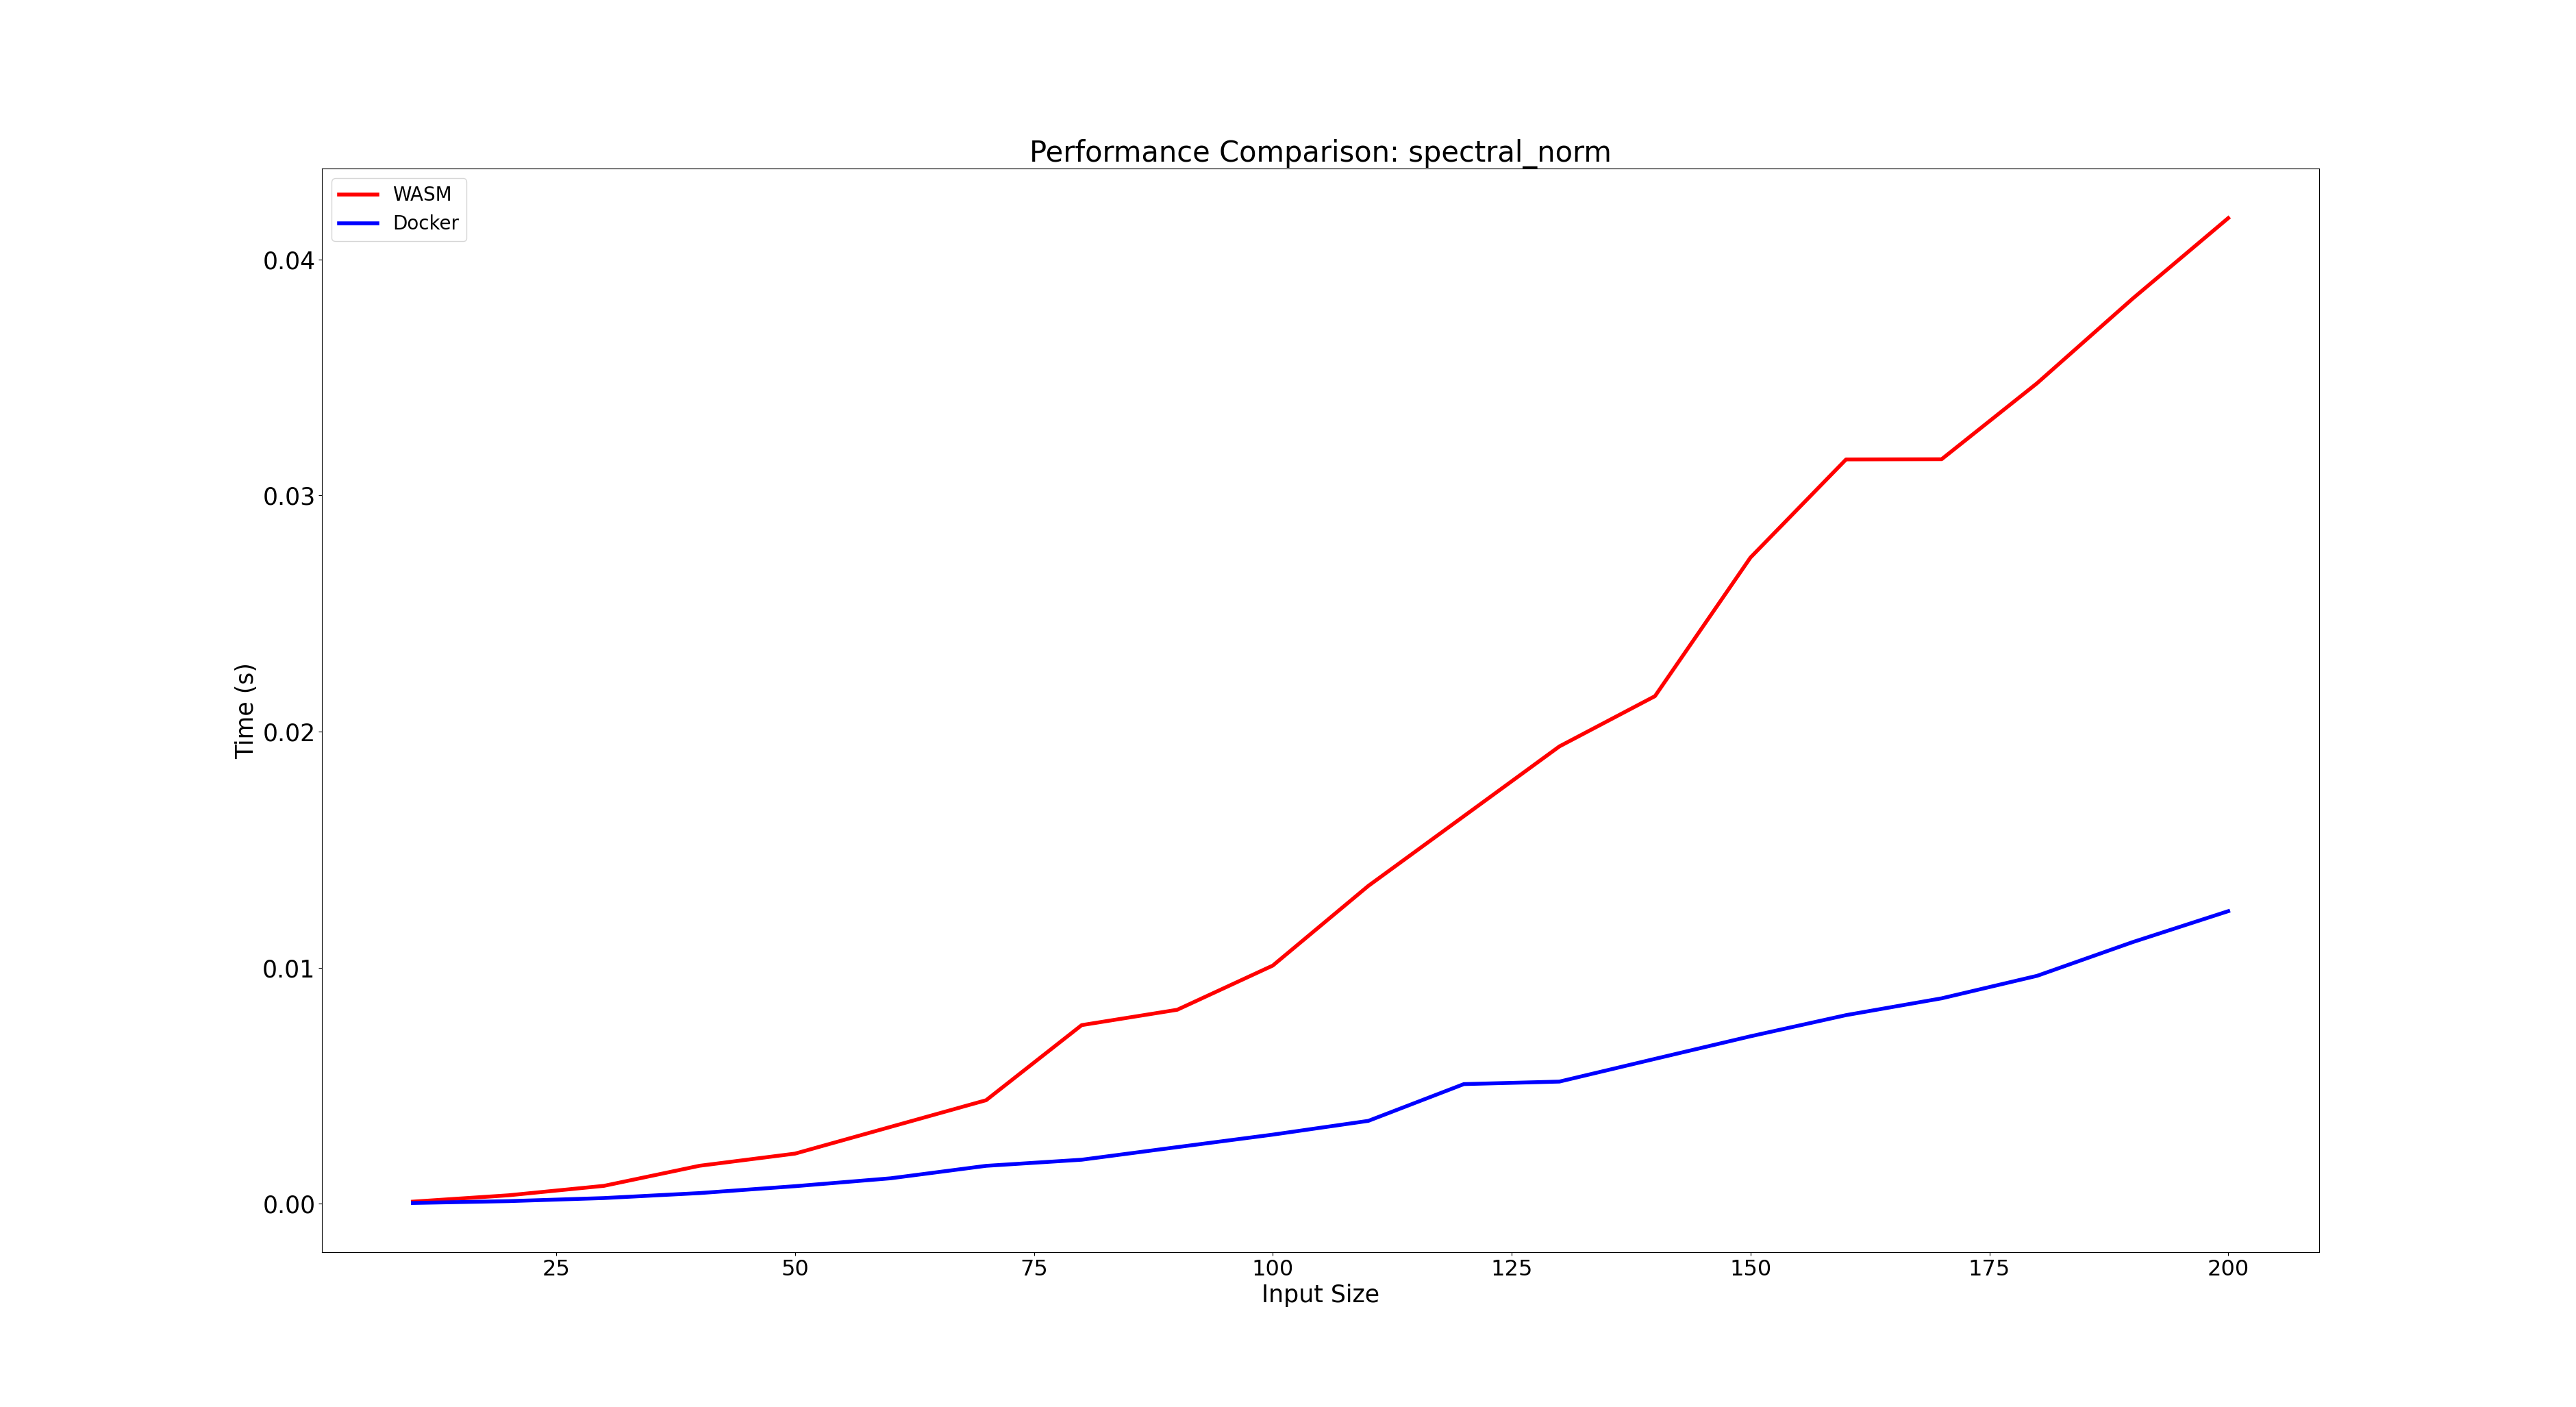 Performance Comparison: spectral_norm
WASM
Docker
0.04
0.03
0.02
0.01
0.00
Time (s)
25 50 75 100 125 150 175 200
Input Size